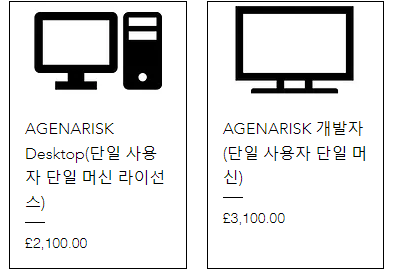 AGENARISK
Desktop(단일 사용
자 단일 머신 라이선
스)
£2,100.00
AGENARISK 개발자
(단일 사용자 단일 머
신)
£3,100.00